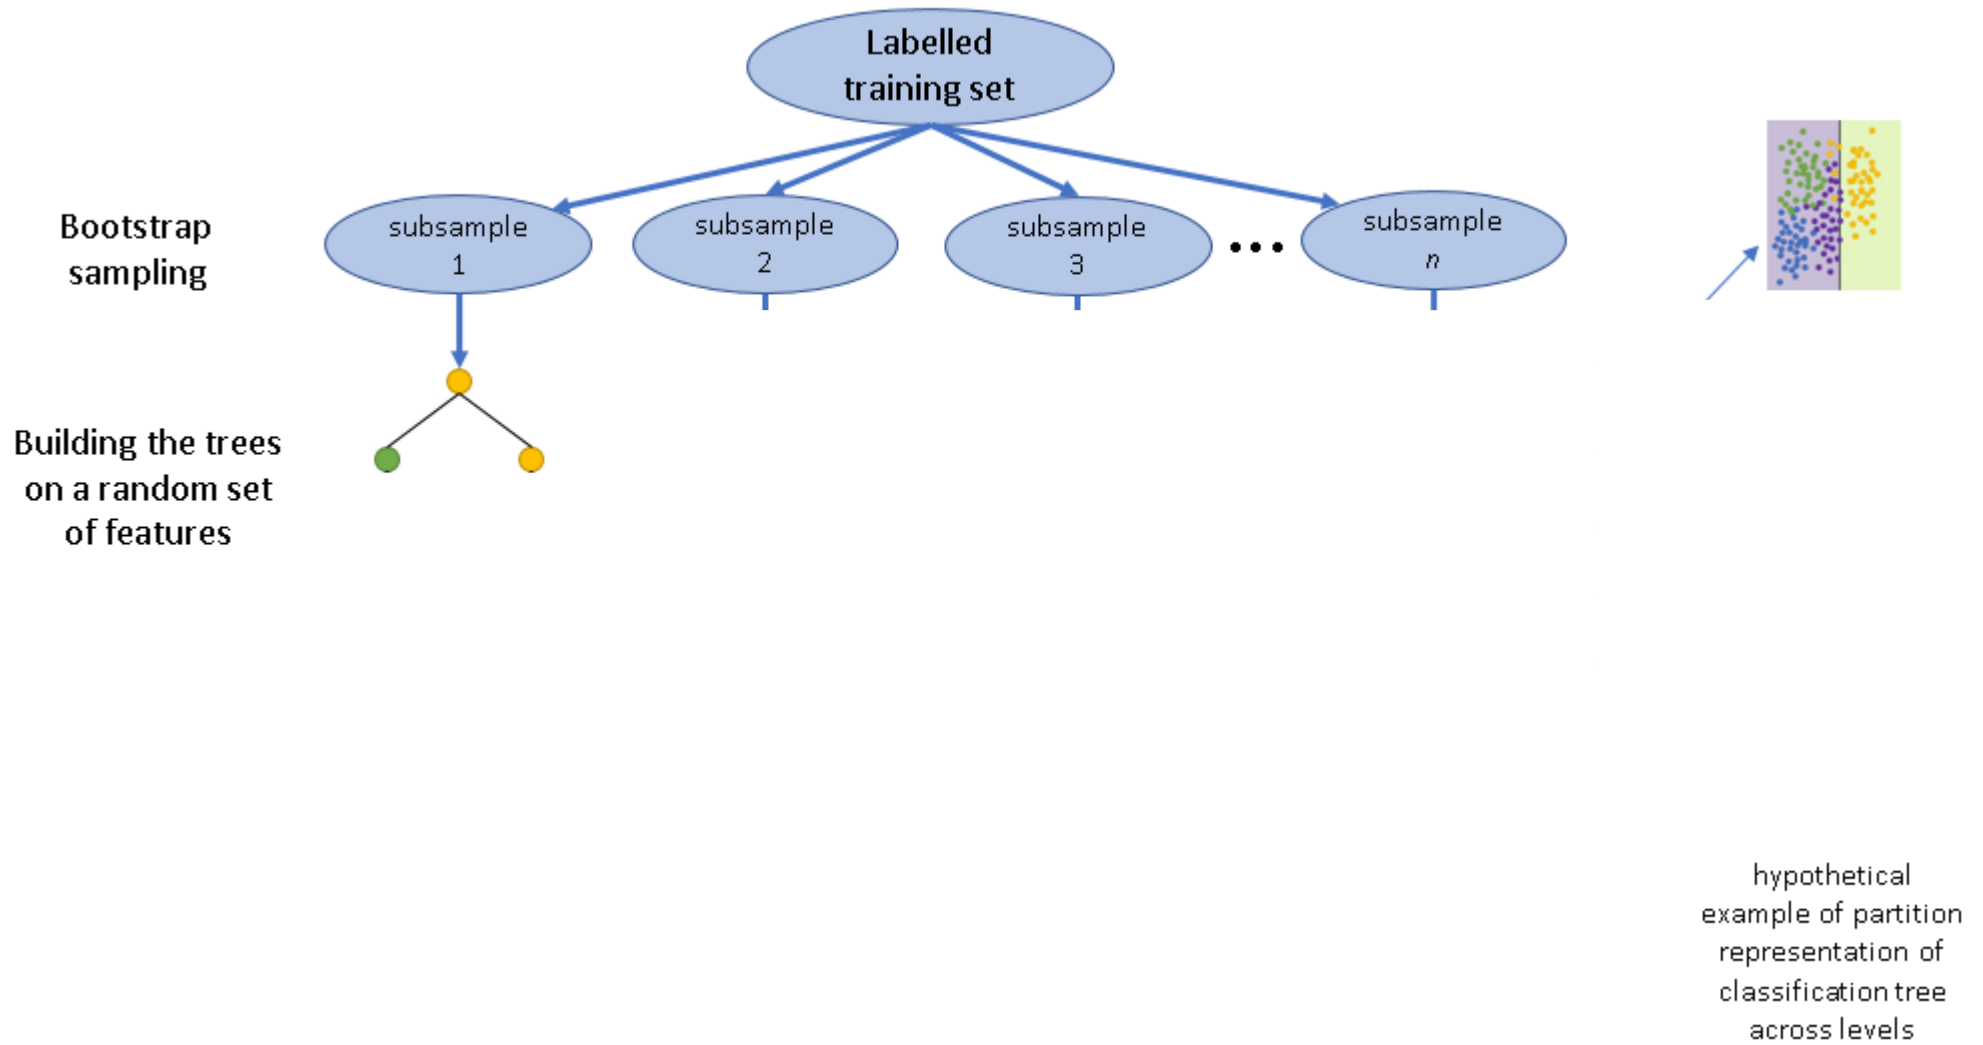 Labelled
training set
Bootstrap
sampling
subsample
1
subsample
2
subsample
3
•••
subsample
n
Building the trees
on a random set
of features
hypothetical
example of partition
representation of
classification tree
across levels